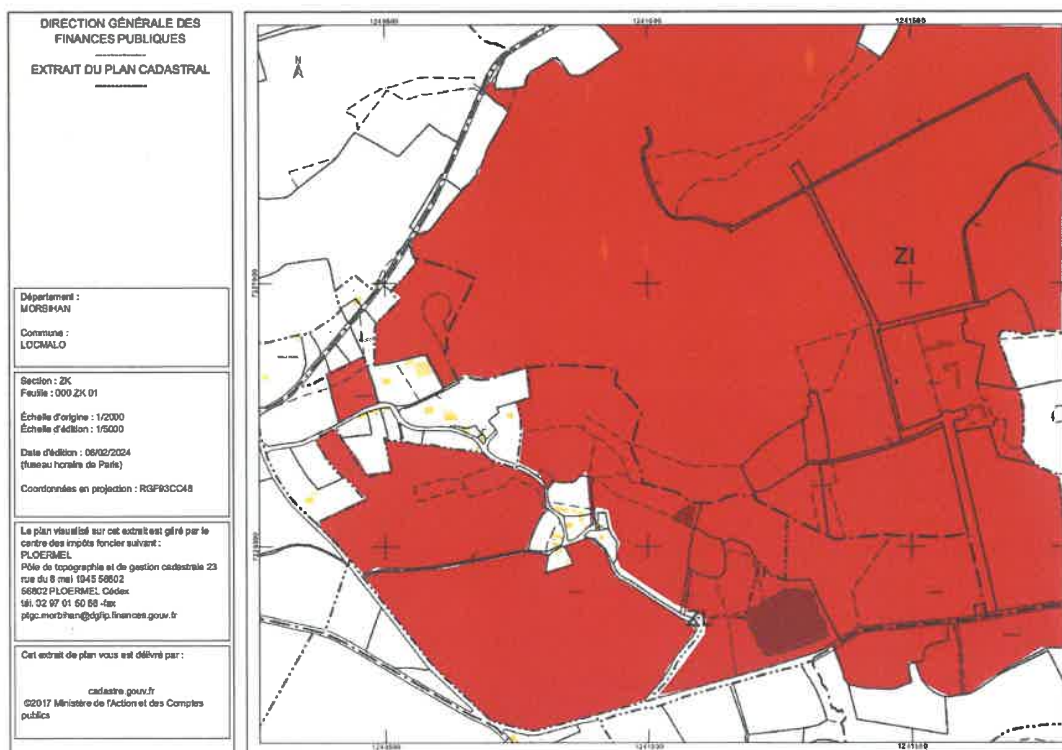 DIRECTION GÉNÉRALE DES
FINANCES PUBLIQUES
EXTRAIT DU PLAN CADASTRAL
Département :
MORBIHAN
Commune :
LOCMALO
Section : ZK
Feuille : 000 ZK 01
Échelle d'origine : 1/2000
Échelle d'édition : 1/5000
Date d'édition : 06/02/2024
(fuseau horaire de Paris)
Coordonnées en projection : RGF93CC48
Le plan visualisé sur cet extrait est géré par le
centre des impôts foncier suivant :
PLOERMEL
Pôle de topographie et de gestion cadastrale 23
rue du 8 mai 1945 56802
56802 PLOERMEL Cédex
tél. 02 97 01 50 58 -fax
ptgc.morbihan@dgfip.finances.gouv.fr
Cet extrait de plan vous est délivré par :
cadastre.gouv.fr
©2017 Ministère de l'Action et des Comptes
publics
N
ZI